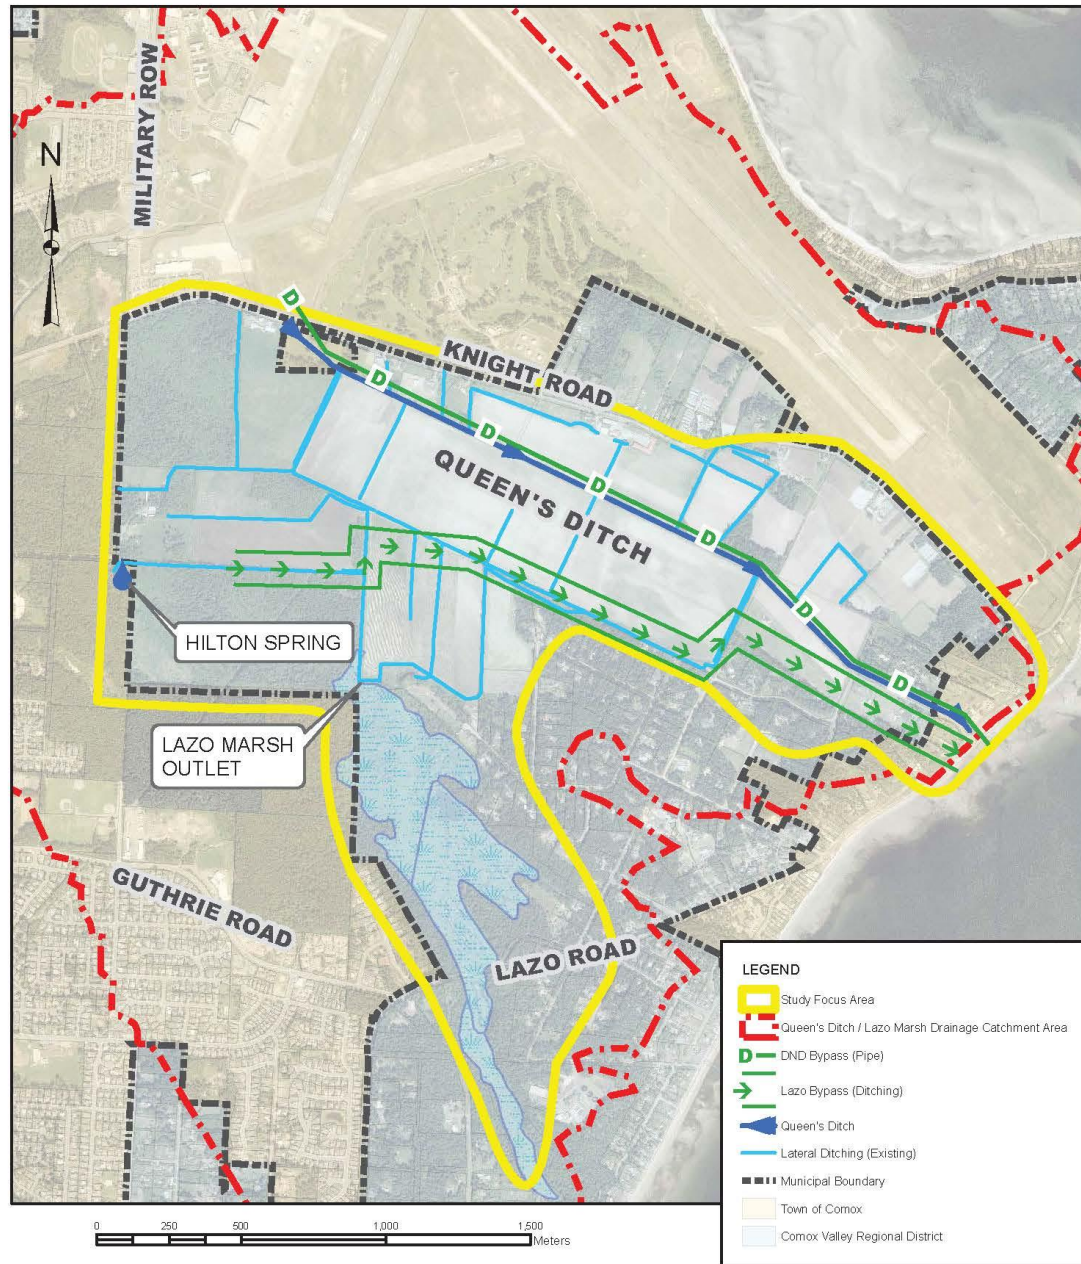 MILITARY ROW
N
D
KNIGHT ROAD
D
D
QUEEN'S DITCH
D
D
HILTON SPRING
D
D
LAZO MARSH
OUTLET
GUTHRIE ROAD
LAZO ROAD
LEGEND
Study Focus Area
Queen's Ditch / Lazo Marsh Drainage Catchment Area
D DND Bypass (Pipe)
Lazo Bypass (Ditching)
Queen's Ditch
Lateral Ditching (Existing)
Municipal Boundary
Town of Comox
Comox Valley Regional District
0 250 500 1,000 1,500
Meters